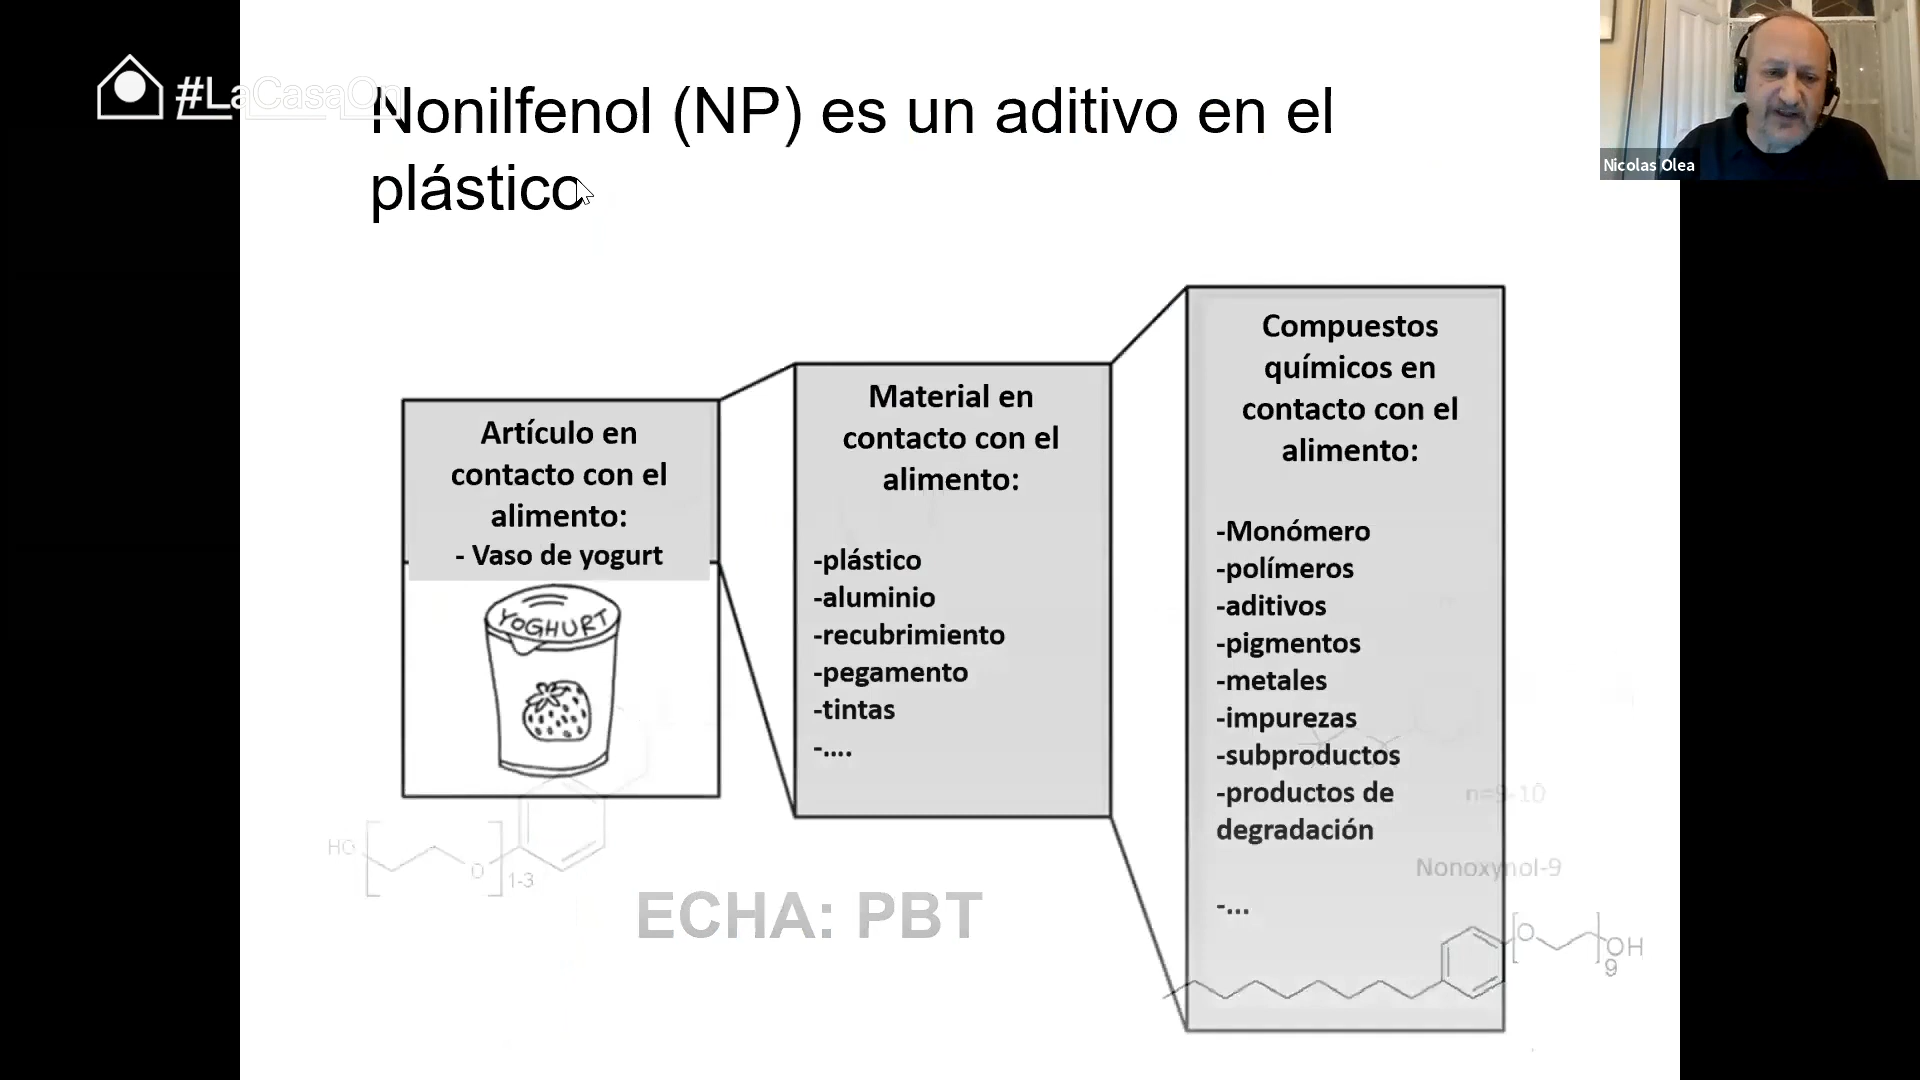 #LaCasaOn
Nonilfenol (NP) es un aditivo en el
plástico
Nicolas Olea
Artículo en
contacto con el
alimento:
- Vaso de yogurt
YOGHURT
Material en
contacto con el
alimento:
-plástico
-aluminio
-recubrimiento
-pegamento
-tintas
-....
Compuestos
químicos en
contacto con el
alimento:
-Monómero
-polímeros
-aditivos
-pigmentos
-metales
-impurezas
-subproductos
-productos de
degradación
-...
HO
O
1-3
ECHA: PBT
n=9-10
Nonoxynol-9
O
OH
9